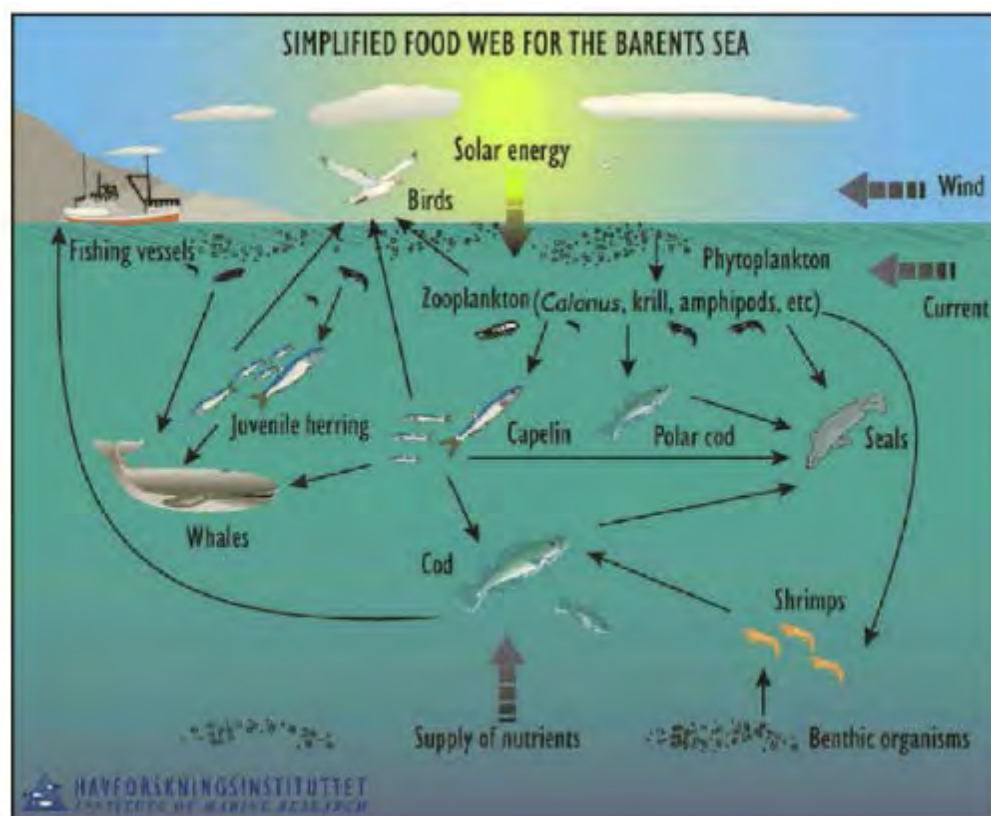 SIMPLIFIED FOOD WEB FOR THE BARENTS SEA
Solar energy
Birds
Wind
Fishing vessels
Phytoplankton
Zooplankton (Calanus, krill, amphipods, etc)
Current
Juvenile herring
Capelin
Polar cod
Seals
Whales
Cod
Shrimps
Supply of nutrients
Benthic organisms
HAVFORSKNINGSINSTITUTTET
INSTITUTE OF MARINE RESEARCH